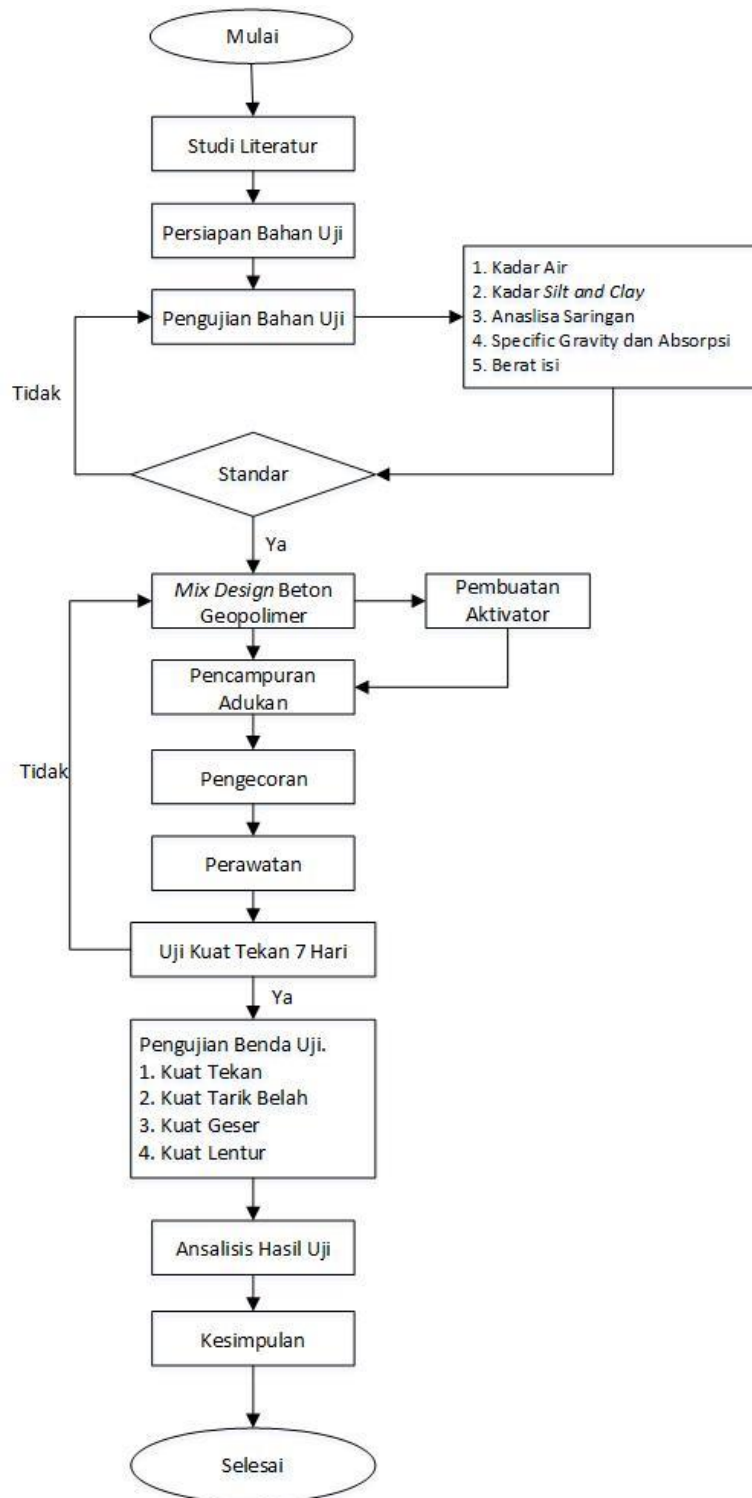 Mulai
Studi Literatur
Persiapan Bahan Uji
Pengujian Bahan Uji
1. Kadar Air
2. Kadar Silt and Clay
3. Anaslisa Saringan
4. Specific Gravity dan Absorpsi
5. Berat isi
Tidak
Standar
Ya
Mix Design Beton
Geopolimer
Pembuatan
Aktivator
Pencampuran
Adukan
Tidak
Pengecoran
Perawatan
Uji Kuat Tekan 7 Hari
Ya
Pengujian Benda Uji.
1. Kuat Tekan
2. Kuat Tarik Belah
3. Kuat Geser
4. Kuat Lentur
Ansalisis Hasil Uji
Kesimpulan
Selesai